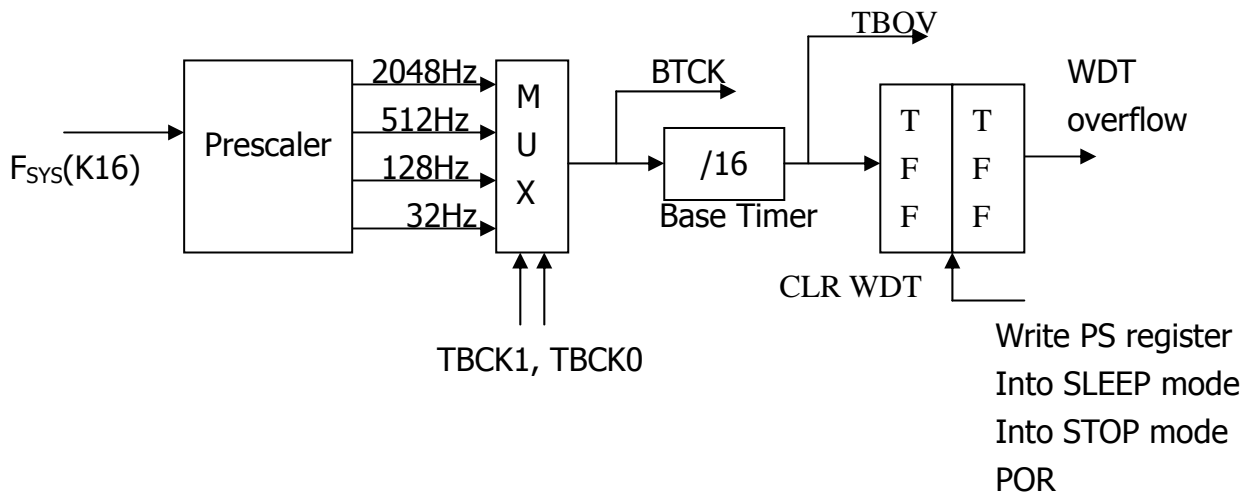 TBOV
2048Hz
BTCK
WDT
overflow
M
U
X
T
F
F
T
F
F
512Hz
Prescaler
/16
F_SYS(K16)
128Hz
32Hz
Base Timer
CLR WDT
TBCK1, TBCK0
Write PS register
Into SLEEP mode
Into STOP mode
POR